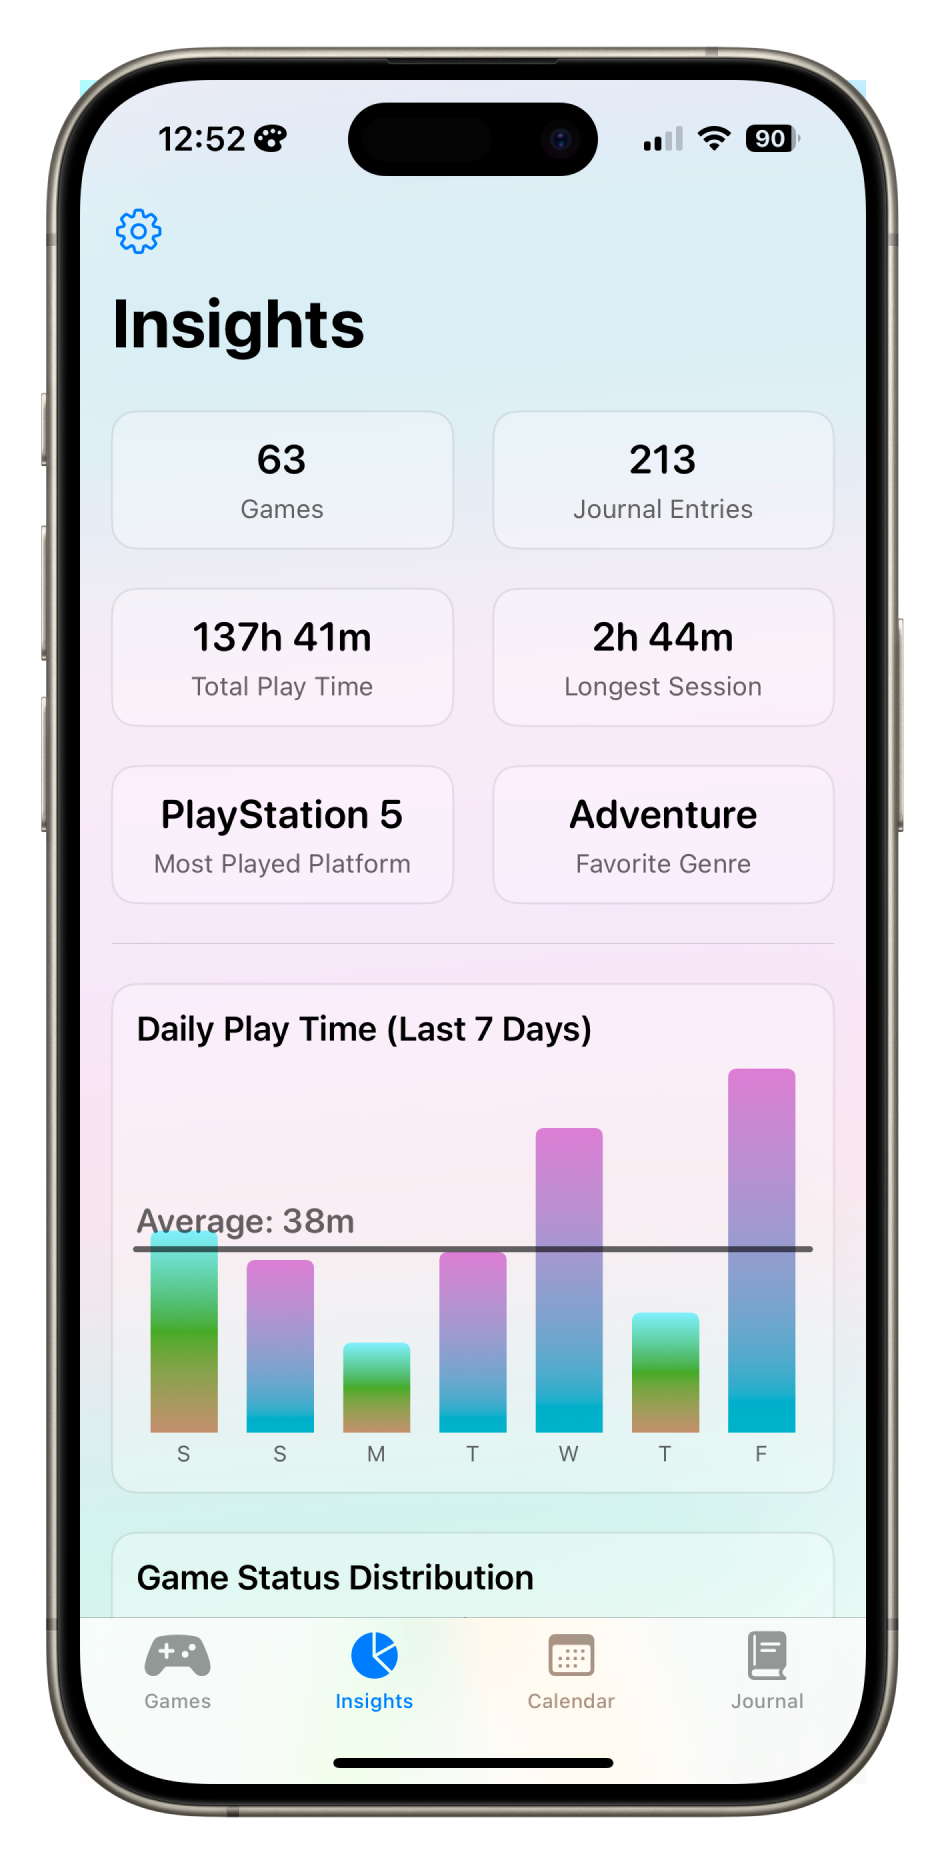 12:52
90
Insights
63
Games
213
Journal Entries
137h 41m
Total Play Time
2h 44m
Longest Session
PlayStation 5
Most Played Platform
Adventure
Favorite Genre
Daily Play Time (Last 7 Days)
Average: 38m
S S M T W T F
Game Status Distribution
Games Insights Calendar Journal